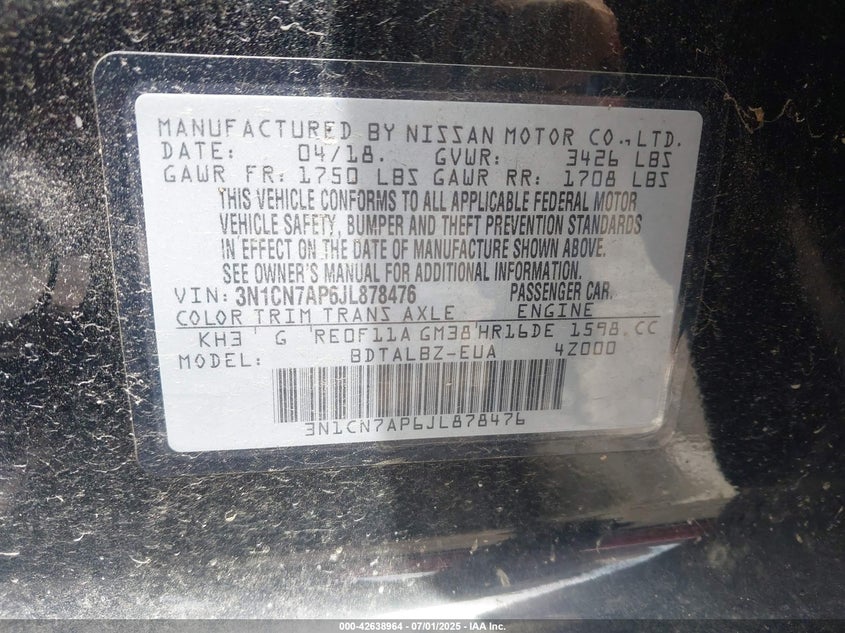 MANUFACTURED BY NISSAN MOTOR CO., LTD.
DATE: 04/18. GVWR: 3426 LBS
GAWR FR: 1750 LBS GAWR RR: 1708 LBS
THIS VEHICLE CONFORMS TO ALL APPLICABLE FEDERAL MOTOR
VEHICLE SAFETY, BUMPER AND THEFT PREVENTION STANDARDS
IN EFFECT ON THE DATE OF MANUFACTURE SHOWN ABOVE.
SEE OWNER'S MANUAL FOR ADDITIONAL INFORMATION.
VIN: 3N1CN7AP6JL878476 PASSENGER CAR.
COLOR TRIM TRANS AXLE ENGINE
KH3 ' G 'RE0F11A GM38'HR16DE 1598.CC
MODEL: BDTALBZ-EUA 4Z000
3N1CN7AP6JL878476
000-42638964 | 07/01/2025 - IAA Inc.